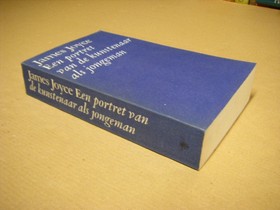 James Joyce
Een portret
van de kunstenaar
als jongeman
James Joyce Een portret van
de kunstenaar als jongeman